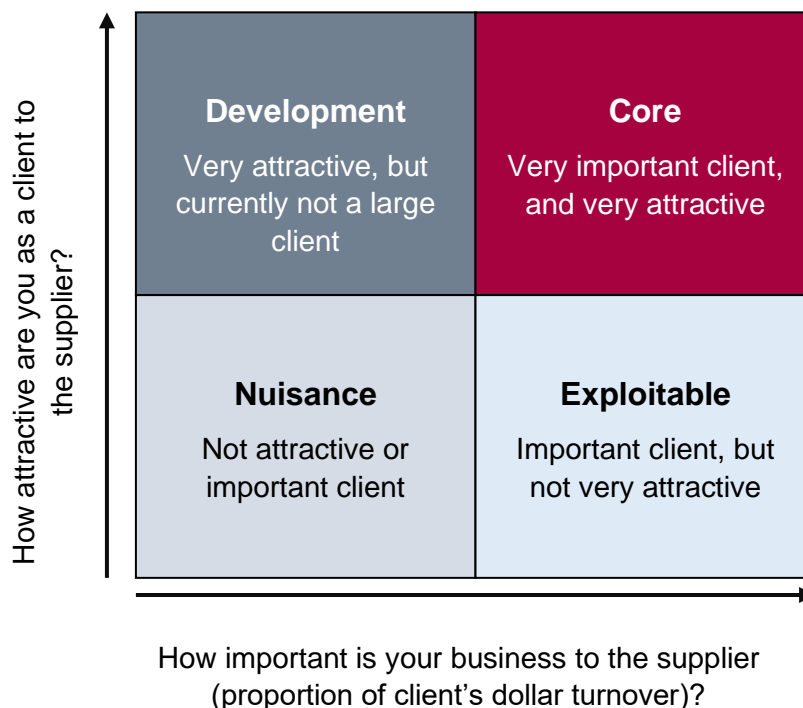 How attractive are you as a client to
the supplier?
Development
Very attractive, but
currently not a large
client
Core
Very important client,
and very attractive
Nuisance
Not attractive or
important client
Exploitable
Important client, but
not very attractive
How important is your business to the supplier
(proportion of client’s dollar turnover)?